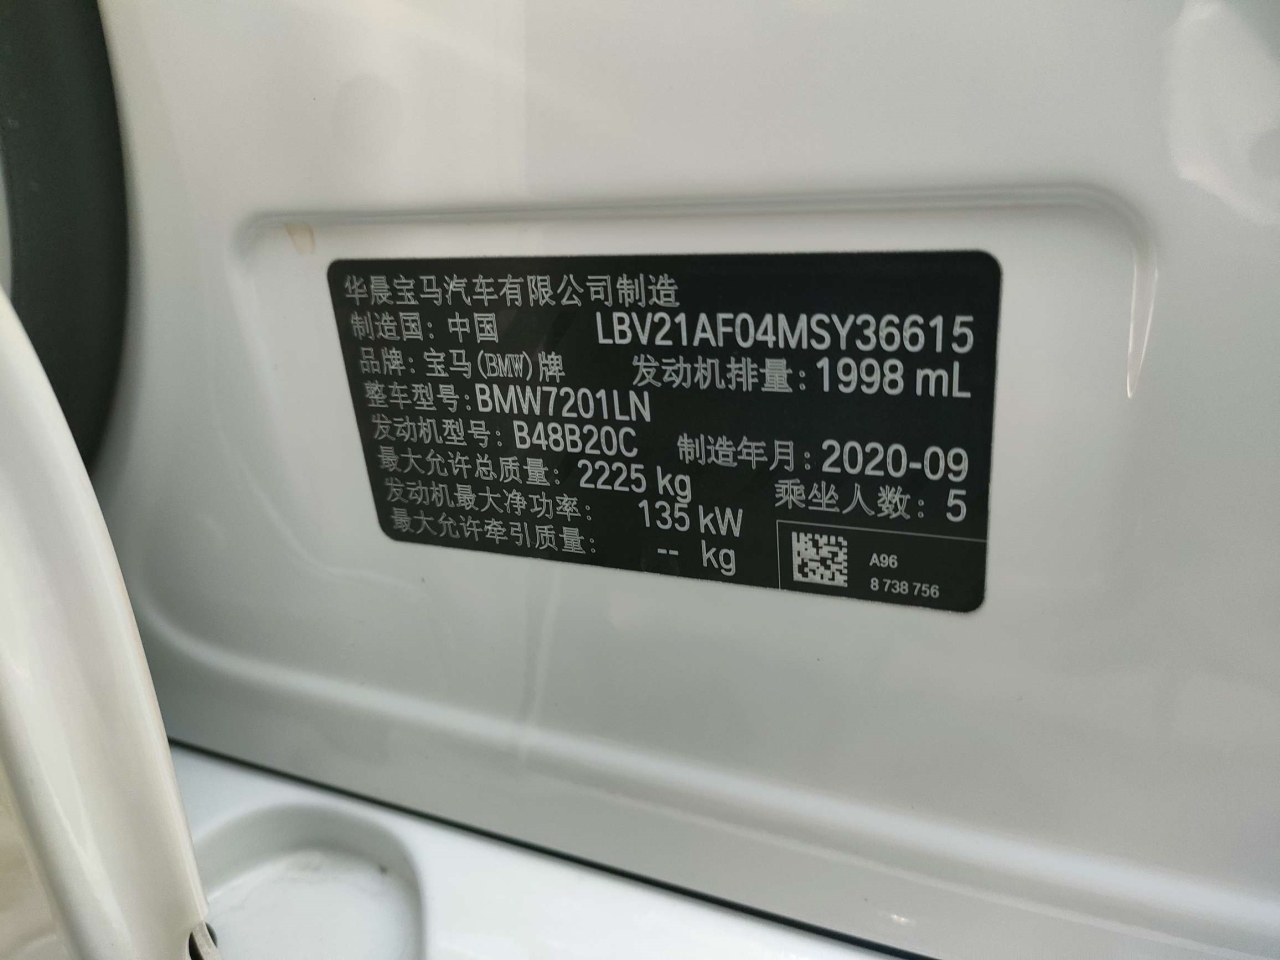 华晨宝马汽车有限公司制造
制造国：中国 LBV21AF04MSY36615
品牌：宝马(BMW)牌 发动机排量：1998 mL
整车型号：BMW7201LN
发动机型号：B48B20C 制造年月：2020-09
最大允许总质量：2225 kg 乘坐人数：5
发动机最大净功率：135 kW
最大允许牵引质量：-- kg
A96
8 738 756